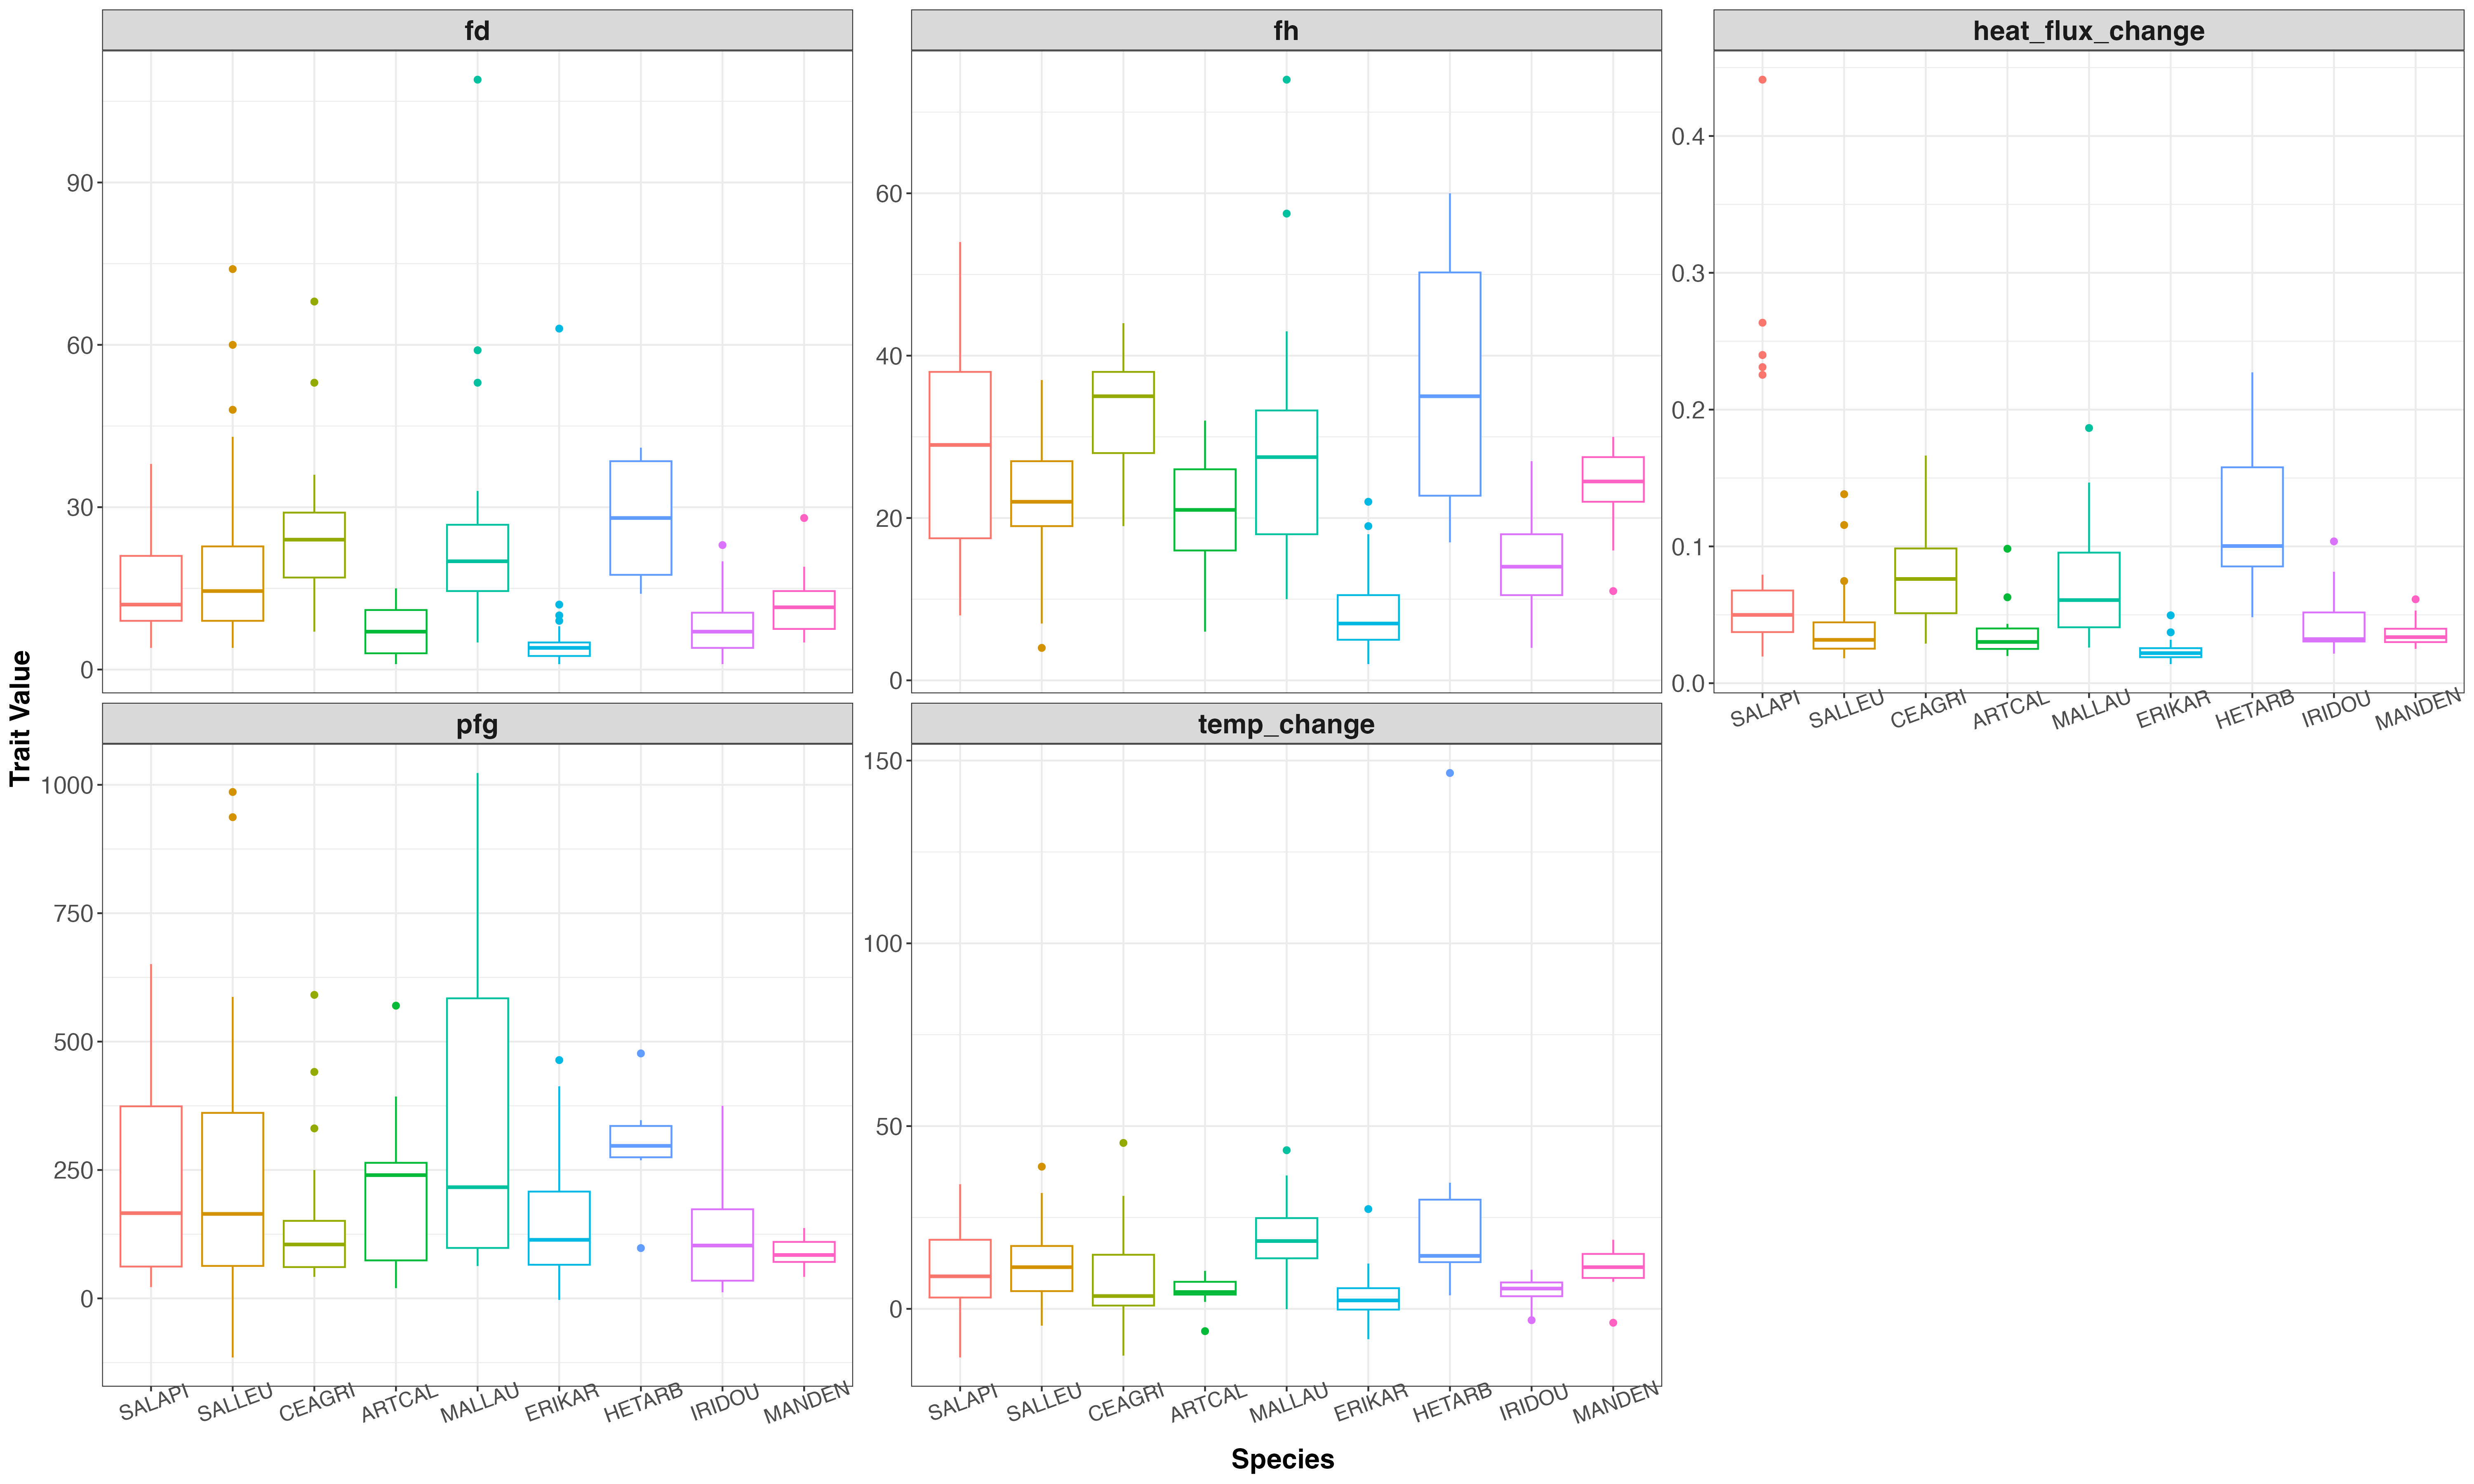 fd
fh
heat_flux_change
90
60
30
0
60
40
20
0
0.4
0.3
0.2
0.1
0.0
SALAPI SALLEU CEAGRI ARTCAL MALLAU ERIKAR HETARB IRIDOU MANDEN
Trait Value
pfg
temp_change
1000
750
500
250
0
150
100
50
0
SALAPI SALLEU CEAGRI ARTCAL MALLAU ERIKAR HETARB IRIDOU MANDEN
SALAPI SALLEU CEAGRI ARTCAL MALLAU ERIKAR HETARB IRIDOU MANDEN
Species